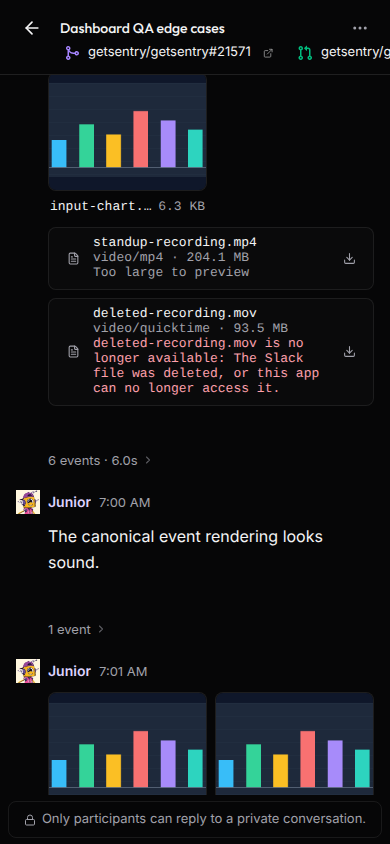 Dashboard QA edge cases
getsentry/getsentry#21571
getsentry/g
input-chart.… 6.3 KB
standup-recording.mp4
video/mp4 · 204.1 MB
Too large to preview
deleted-recording.mov
video/quicktime · 93.5 MB
deleted-recording.mov is no
longer available: The Slack
file was deleted, or this app
can no longer access it.
6 events · 6.0s
Junior 7:00 AM
The canonical event rendering looks
sound.
1 event
Junior 7:01 AM
Only participants can reply to a private conversation.